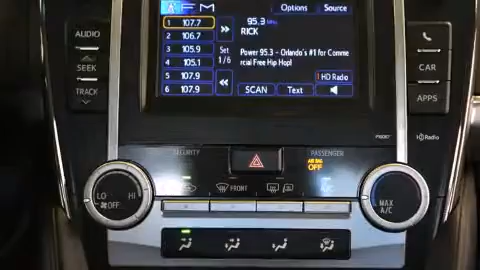 FM
Options Source
1 107.7
2 106.7
3 105.9
4 105.1
5 107.9
6 107.9
Set
1/6
95.3 MHz
RICK
Power 95.3 - Orlando's #1 for Comme
rcial Free Hip Hop!
HD Radio
SCAN Text
AUDIO
SEEK
TRACK
CAR
APPS
HD Radio
SECURITY
PASSENGER
AIR BAG
OFF
LO HI
OFF
FRONT
A/C
MAX
A/C